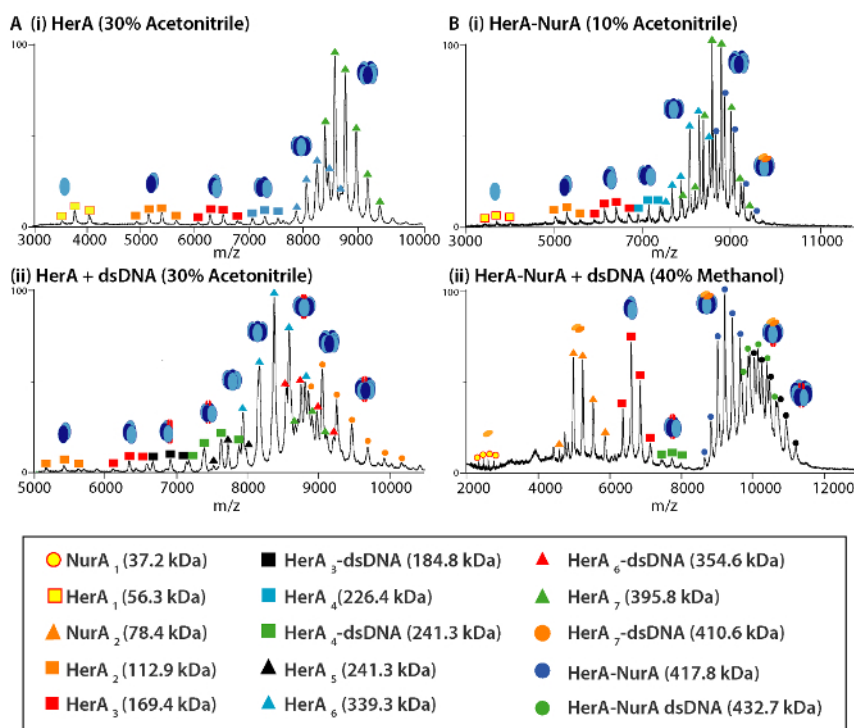 A (i) HerA (30% Acetonitrile)
100
50
0
3000 4000 5000 6000 7000 8000 9000 10000
m/z
B (i) HerA-NurA (10% Acetonitrile)
100
50
0
3000 5000 7000 9000 11000
m/z
(ii) HerA + dsDNA (30% Acetonitrile)
100
50
0
5000 6000 7000 8000 9000 10000
m/z
(ii) HerA-NurA + dsDNA (40% Methanol)
100
50
0
2000 4000 6000 8000 10000 12000
m/z
NurA 1 (37.2 kDa)
HerA 1 (56.3 kDa)
NurA 2 (78.4 kDa)
HerA 2 (112.9 kDa)
HerA 3 (169.4 kDa)
HerA 3-dsDNA (184.8 kDa)
HerA 4 (226.4 kDa)
HerA 4-dsDNA (241.3 kDa)
HerA 5 (241.3 kDa)
HerA 6 (339.3 kDa)
HerA 6-dsDNA (354.6 kDa)
HerA 7 (395.8 kDa)
HerA 7-dsDNA (410.6 kDa)
HerA-NurA (417.8 kDa)
HerA-NurA dsDNA (432.7 kDa)